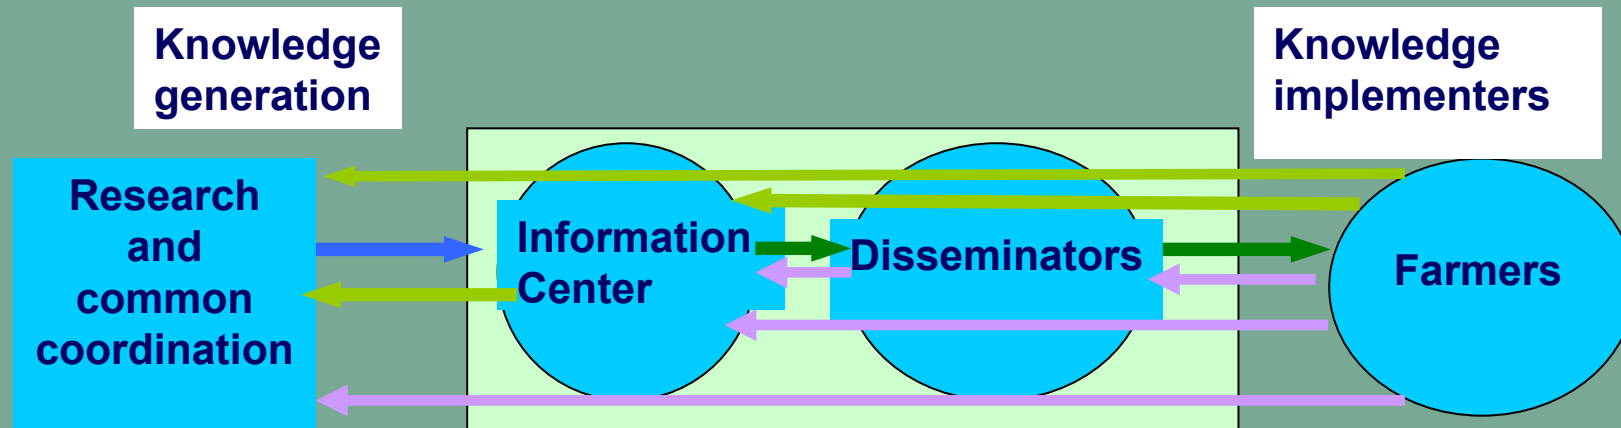 Knowledge
generation
Knowledge
implementers
Research
and
common
coordination
Information
Center
Disseminators
Farmers